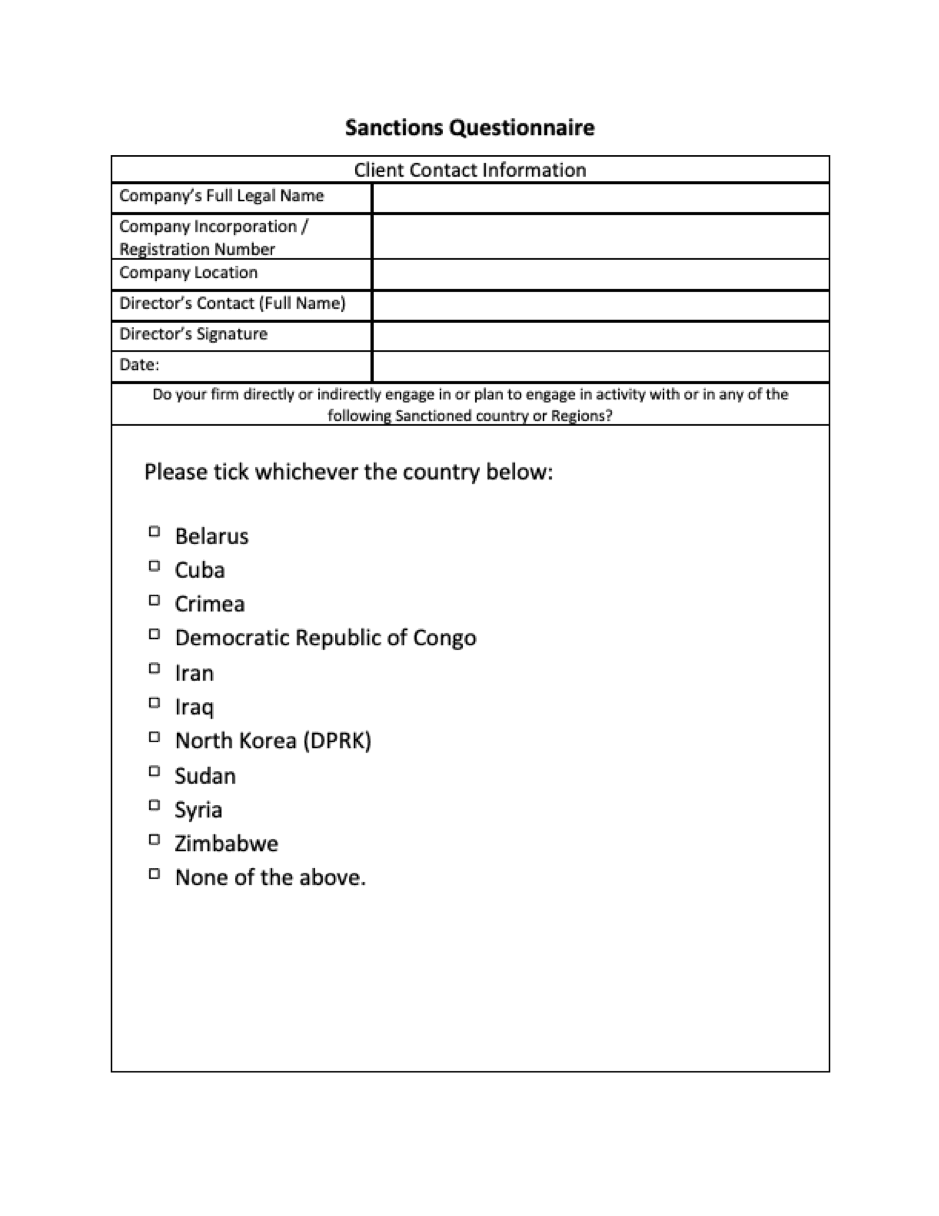 Sanctions Questionnaire
Client Contact Information
Company's Full Legal Name
Company Incorporation /
Registration Number
Company Location
Director's Contact (Full Name)
Director's Signature
Date:
Do your firm directly or indirectly engage in or plan to engage in activity with or in any of the
following Sanctioned country or Regions?
Please tick whichever the country below:
Belarus
Cuba
Crimea
Democratic Republic of Congo
Iran
Iraq
North Korea (DPRK)
Sudan
Syria
Zimbabwe
None of the above.